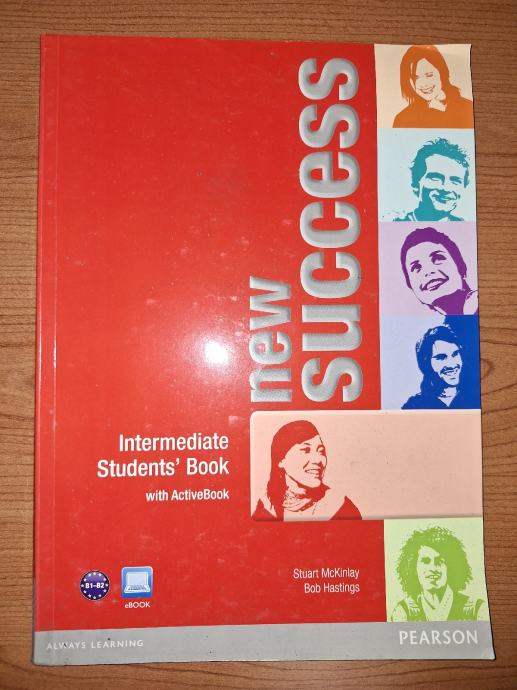 new
success
Intermediate
Students' Book
with ActiveBook
Stuart McKinlay
Bob Hastings
B1-B2
eBOOK
ALWAYS LEARNING
PEARSON